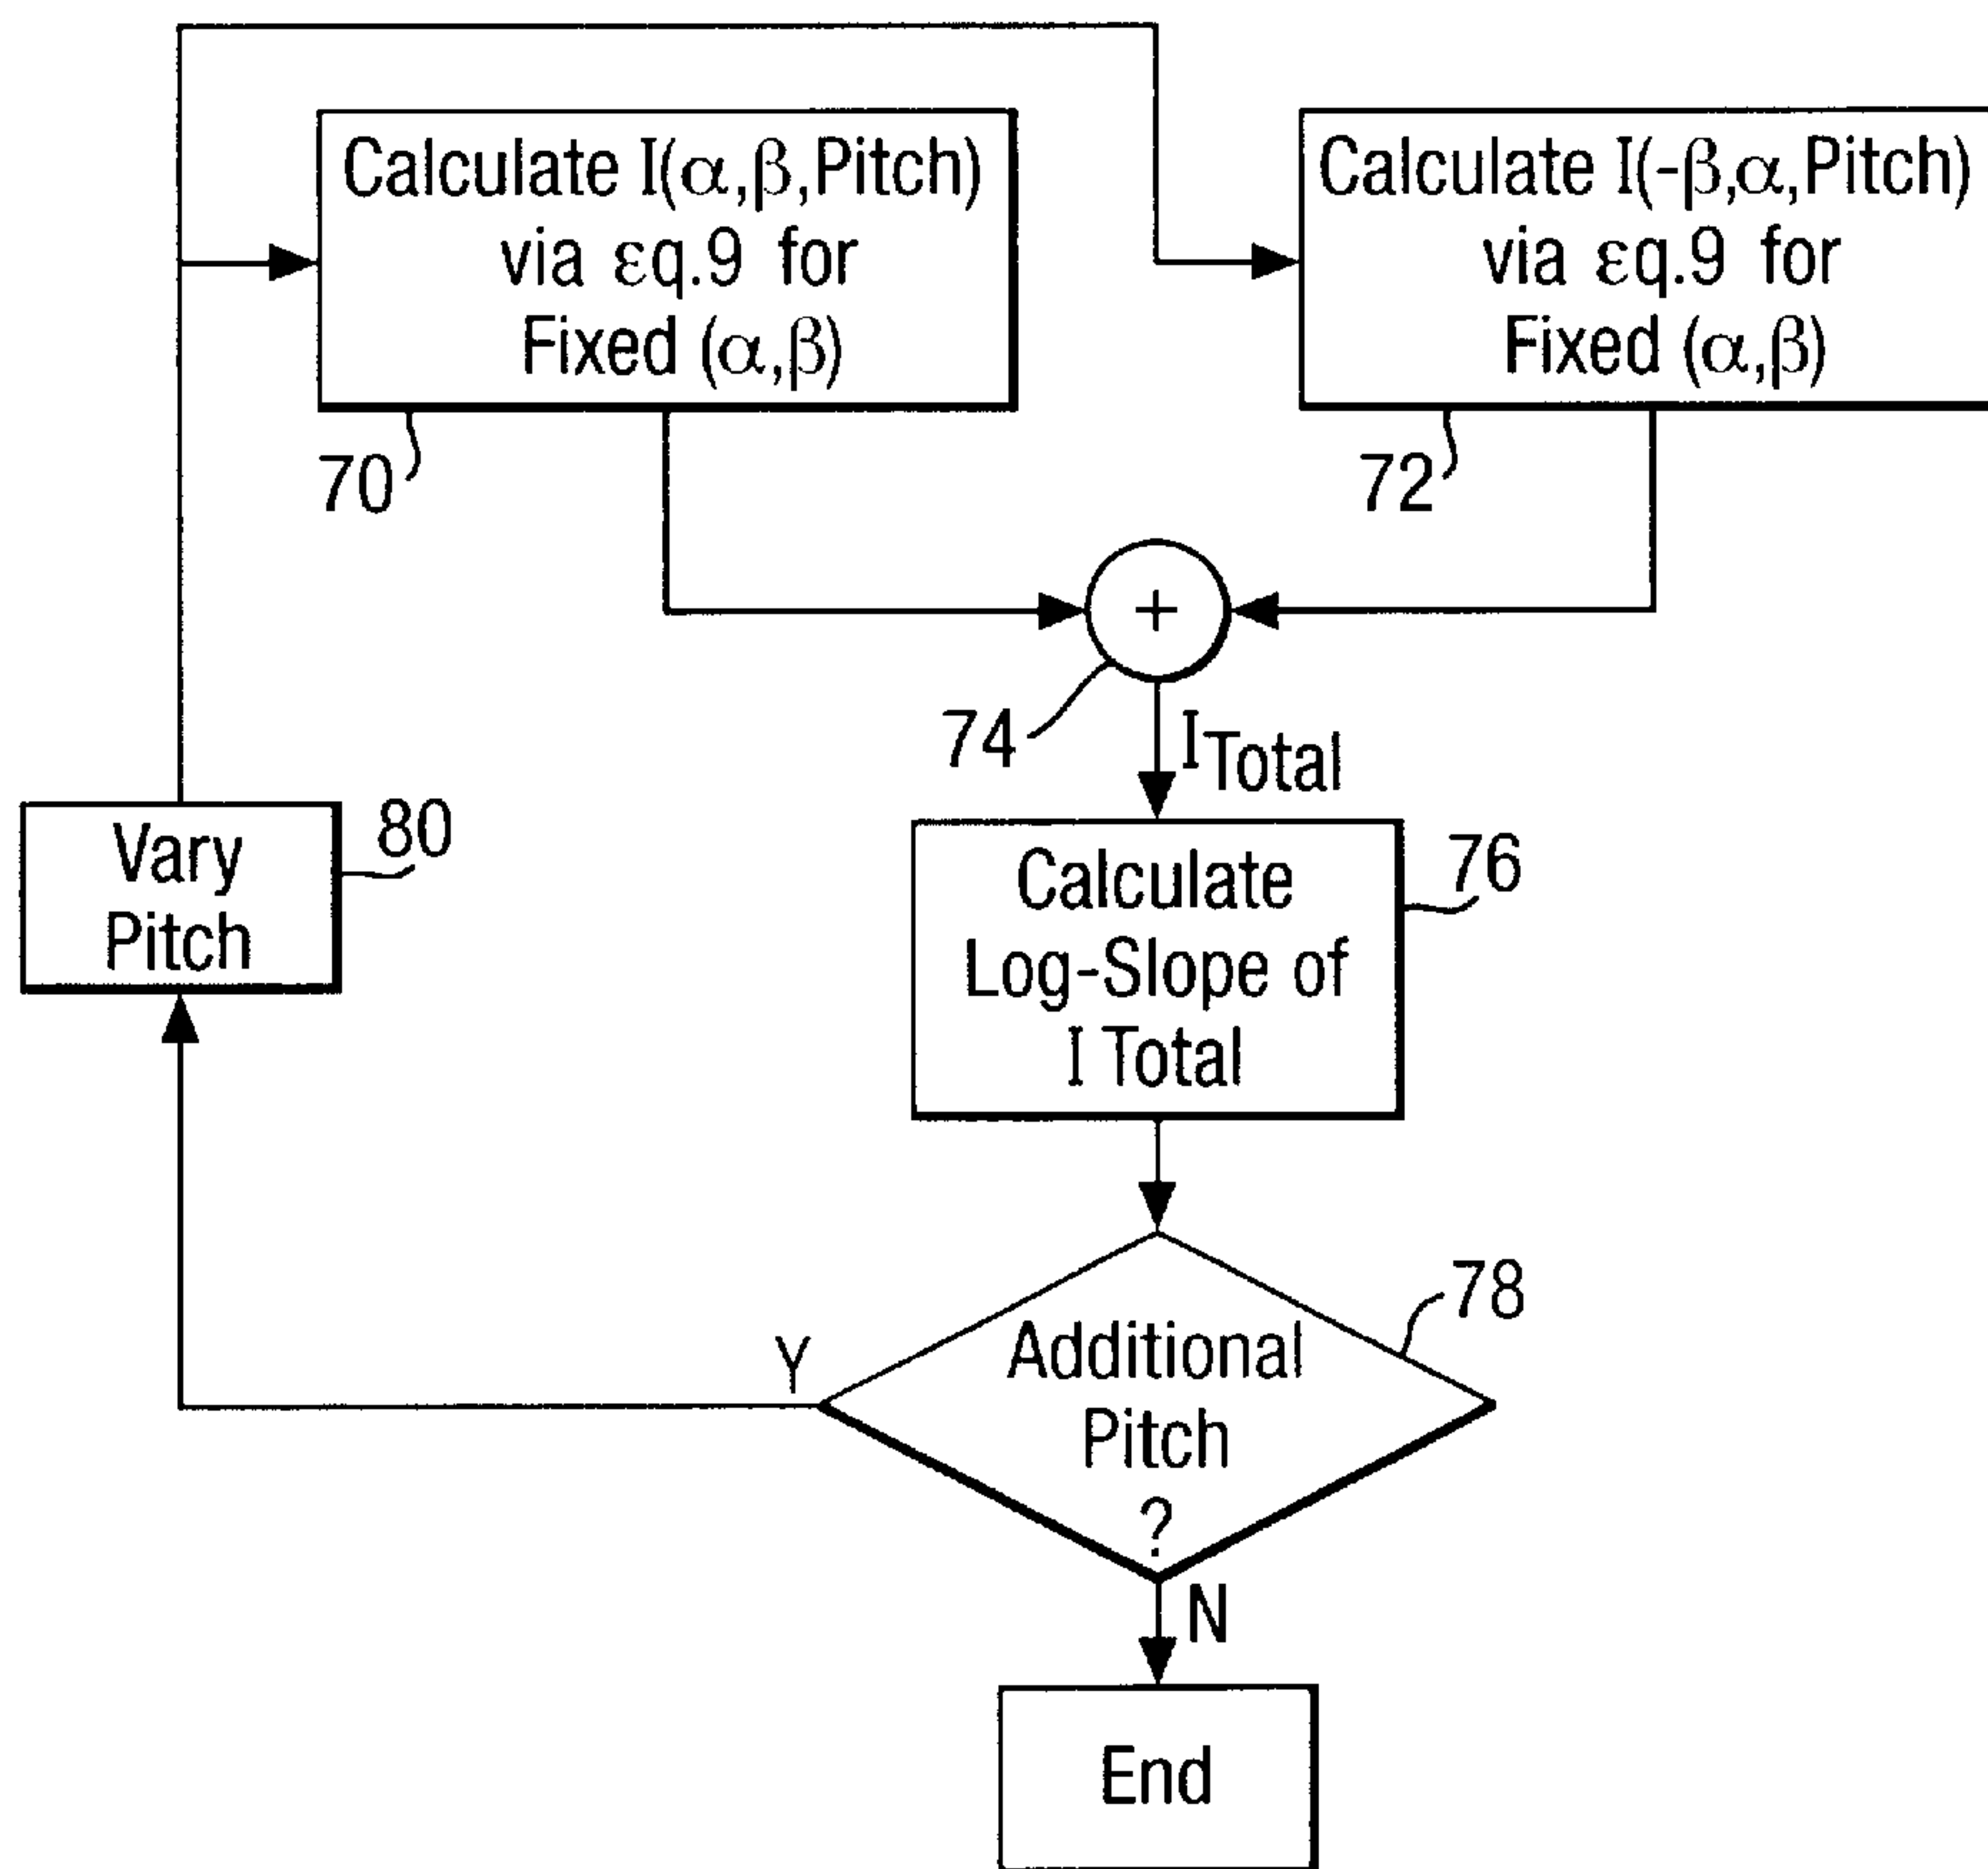 Calculate I(α,β,Pitch)
via εq.9 for
Fixed (α,β)
70
Calculate I(-β,α,Pitch)
via εq.9 for
Fixed (α,β)
72
+
74
I Total
Calculate
Log-Slope of
I Total
76
Vary
Pitch
80
Additional
Pitch
?
78
Y
N
End